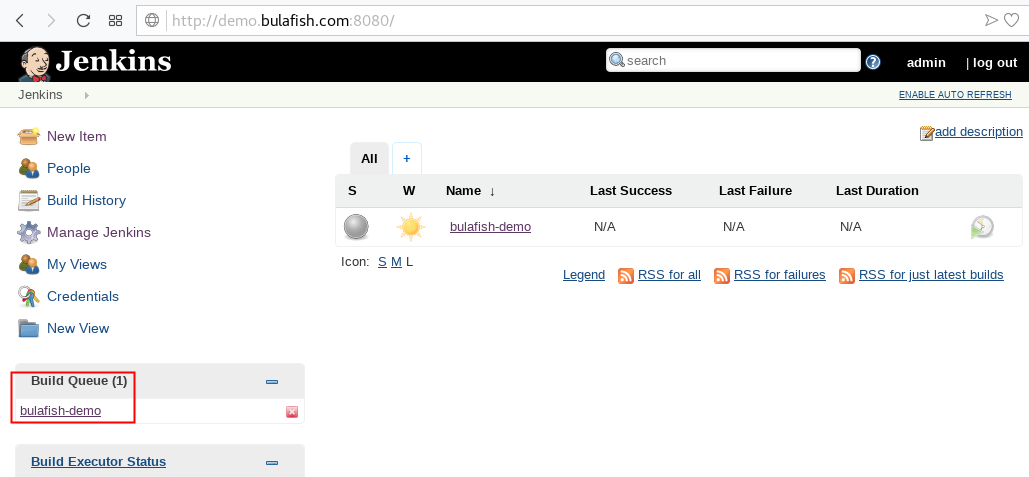 http://demo.bulafish.com:8080/
Jenkins
search
? admin | log out
Jenkins
ENABLE AUTO REFRESH
New Item
People
Build History
Manage Jenkins
My Views
Credentials
New View
Build Queue (1)
bulafish-demo
Build Executor Status
add description
All +
S W Name ↓ Last Success Last Failure Last Duration
bulafish-demo N/A N/A N/A
Icon: S M L
Legend RSS for all RSS for failures RSS for just latest builds